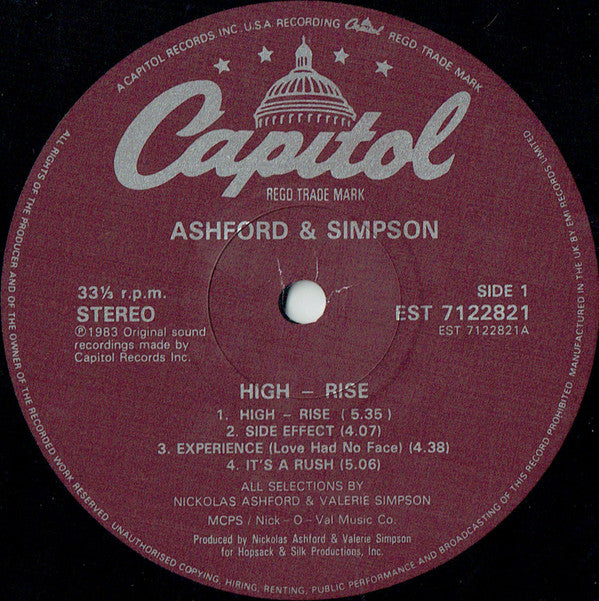 A CAPITOL RECORDS INC. U.S.A. RECORDING Capitol REGD. TRADE MARK
Capitol
REGD TRADE MARK
ASHFORD & SIMPSON
33⅓ r.p.m.
STEREO
℗1983 Original sound
recordings made by
Capitol Records Inc.
SIDE 1
EST 7122821
EST 7122821A
HIGH – RISE
1. HIGH – RISE (5.35)
2. SIDE EFFECT (4.07)
3. EXPERIENCE (Love Had No Face) (4.38)
4. IT'S A RUSH (5.06)
ALL SELECTIONS BY
NICKOLAS ASHFORD & VALERIE SIMPSON
MCPS / Nick – O – Val Music Co.
Produced by Nickolas Ashford & Valerie Simpson
for Hopsack & Silk Productions, Inc.
ALL RIGHTS OF THE PRODUCER AND OF THE OWNER OF THE RECORDED WORK RESERVED. UNAUTHORISED COPYING, HIRING, RENTING, PUBLIC PERFORMANCE AND BROADCASTING OF THIS RECORD PROHIBITED. MANUFACTURED IN THE UK BY EMI RECORDS LIMITED